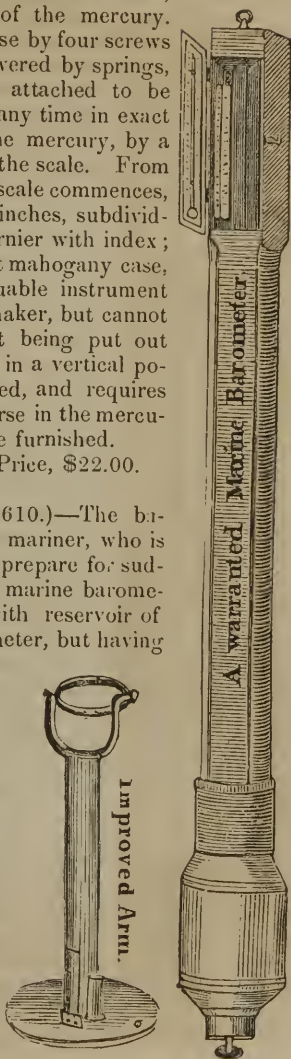 of the mercury.
se by four screws
vered by springs,
attached to be
any time in exact
ne mercury, by a
the scale. From
scale commences,
inches, subdivid-
rnier with index;
t mahogany case,
uable instrument
naker, but cannot
t being put out
in a vertical po-
ed, and requires
rse in the mercu-
e furnished.
Price, $22.00.
610.)—The ba-
mariner, who is
prepare for sud-
marine barome-
ith reservoir of
neter, but having
A warranted Marine Barometer.
Improved Arm.